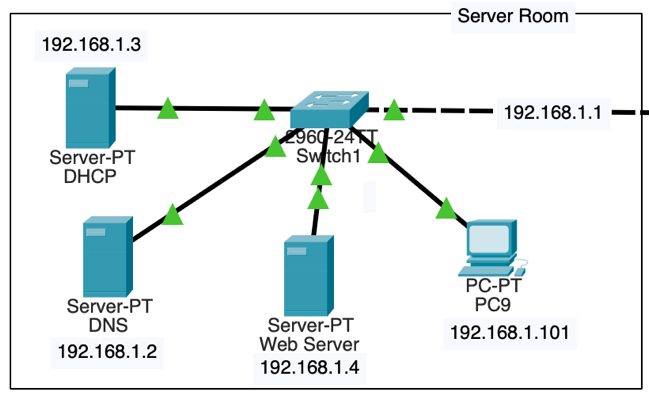 Server Room
192.168.1.3
192.168.1.1
2960-24TT
Switch1
Server-PT
DHCP
Server-PT
DNS
192.168.1.2
Server-PT
Web Server
192.168.1.4
PC-PT
PC9
192.168.1.101